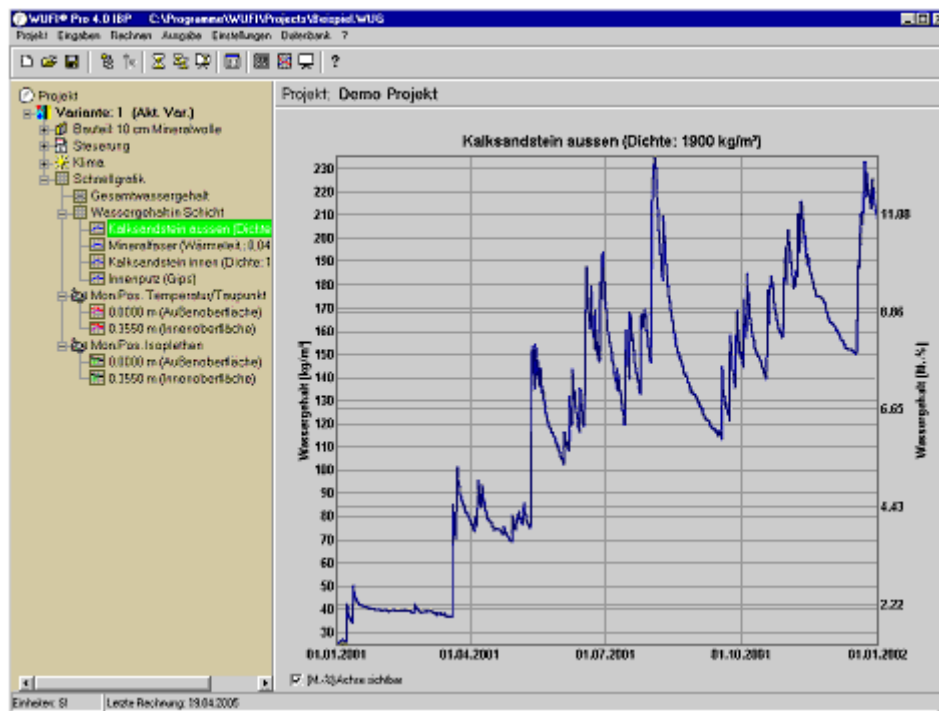 WUFI® Pro 4.0 IBP C:\Programme\WUFI\Projects\Beispiel.WUG
Projekt Eingaben Rechnen Ausgabe Einstellungen Datenbank ?
Projekt
Variante: 1 (Akt. Var.)
Bauteil: 10 cm Mineralwolle
Steuerung
Klima
Schnellgrafik
Gesamtwassergehalt
Wassergehalt in Schicht
Kalksandstein aussen (Dichte
Mineralfaser (Wärmeleit.: 0,04
Kalksandstein innen (Dichte: 1
Innenputz (Gips)
Mon.Pos. Temperatur/Taupunkt
0.0000 m (Außenoberfläche)
0.3550 m (Innenoberfläche)
Mon.Pos. Isoplethen
0.0000 m (Außenoberfläche)
0.3550 m (Innenoberfläche)
Projekt: Demo Projekt
Kalksandstein aussen (Dichte: 1900 kg/m³)
Wassergehalt [kg/m³]
230
220
210
200
190
180
170
160
150
140
130
120
110
100
90
80
70
60
50
40
30
11.08
8.86
6.65
4.43
2.22
Wassergehalt [M.-%]
01.01.2001 01.04.2001 01.07.2001 01.10.2001 01.01.2002
[M.-%]Achse sichtbar
Einheiten: SI Letzte Rechnung: 19.04.2005